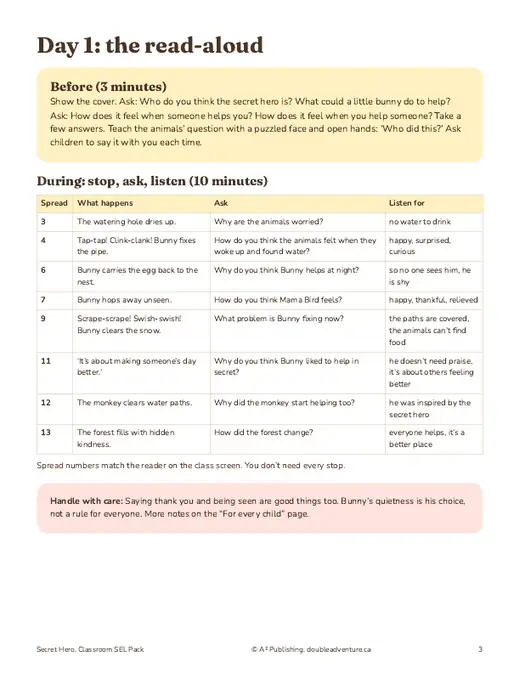 Day 1: the read-aloud
Before (3 minutes)
Show the cover. Ask: Who do you think the secret hero is? What could a little bunny do to help?
Ask: How does it feel when someone helps you? How does it feel when you help someone? Take a
few answers. Teach the animals' question with a puzzled face and open hands: 'Who did this?' Ask
children to say it with you each time.
During: stop, ask, listen (10 minutes)
Spread What happens Ask Listen for
3 The watering hole dries up. Why are the animals worried? no water to drink
4 Tap-tap! Clink-clank! Bunny fixes How do you think the animals felt when they happy, surprised,
the pipe. woke up and found water? curious
6 Bunny carries the egg back to the Why do you think Bunny helps at night? so no one sees him, he
nest. is shy
7 Bunny hops away unseen. How do you think Mama Bird feels? happy, thankful, relieved
9 Scrape-scrape! Swish-swish! What problem is Bunny fixing now? the paths are covered,
Bunny clears the snow. the animals can't find
food
11 'It's about making someone's day Why do you think Bunny liked to help in he doesn't need praise,
better.' secret? it's about others feeling
better
12 The monkey clears water paths. Why did the monkey start helping too? he was inspired by the
secret hero
13 The forest fills with hidden How did the forest change? everyone helps, it's a
kindness. better place
Spread numbers match the reader on the class screen. You don't need every stop.
Handle with care: Saying thank you and being seen are good things too. Bunny's quietness is his choice,
not a rule for everyone. More notes on the "For every child" page.
Secret Hero. Classroom SEL Pack © A² Publishing. doubleadventure.ca 3